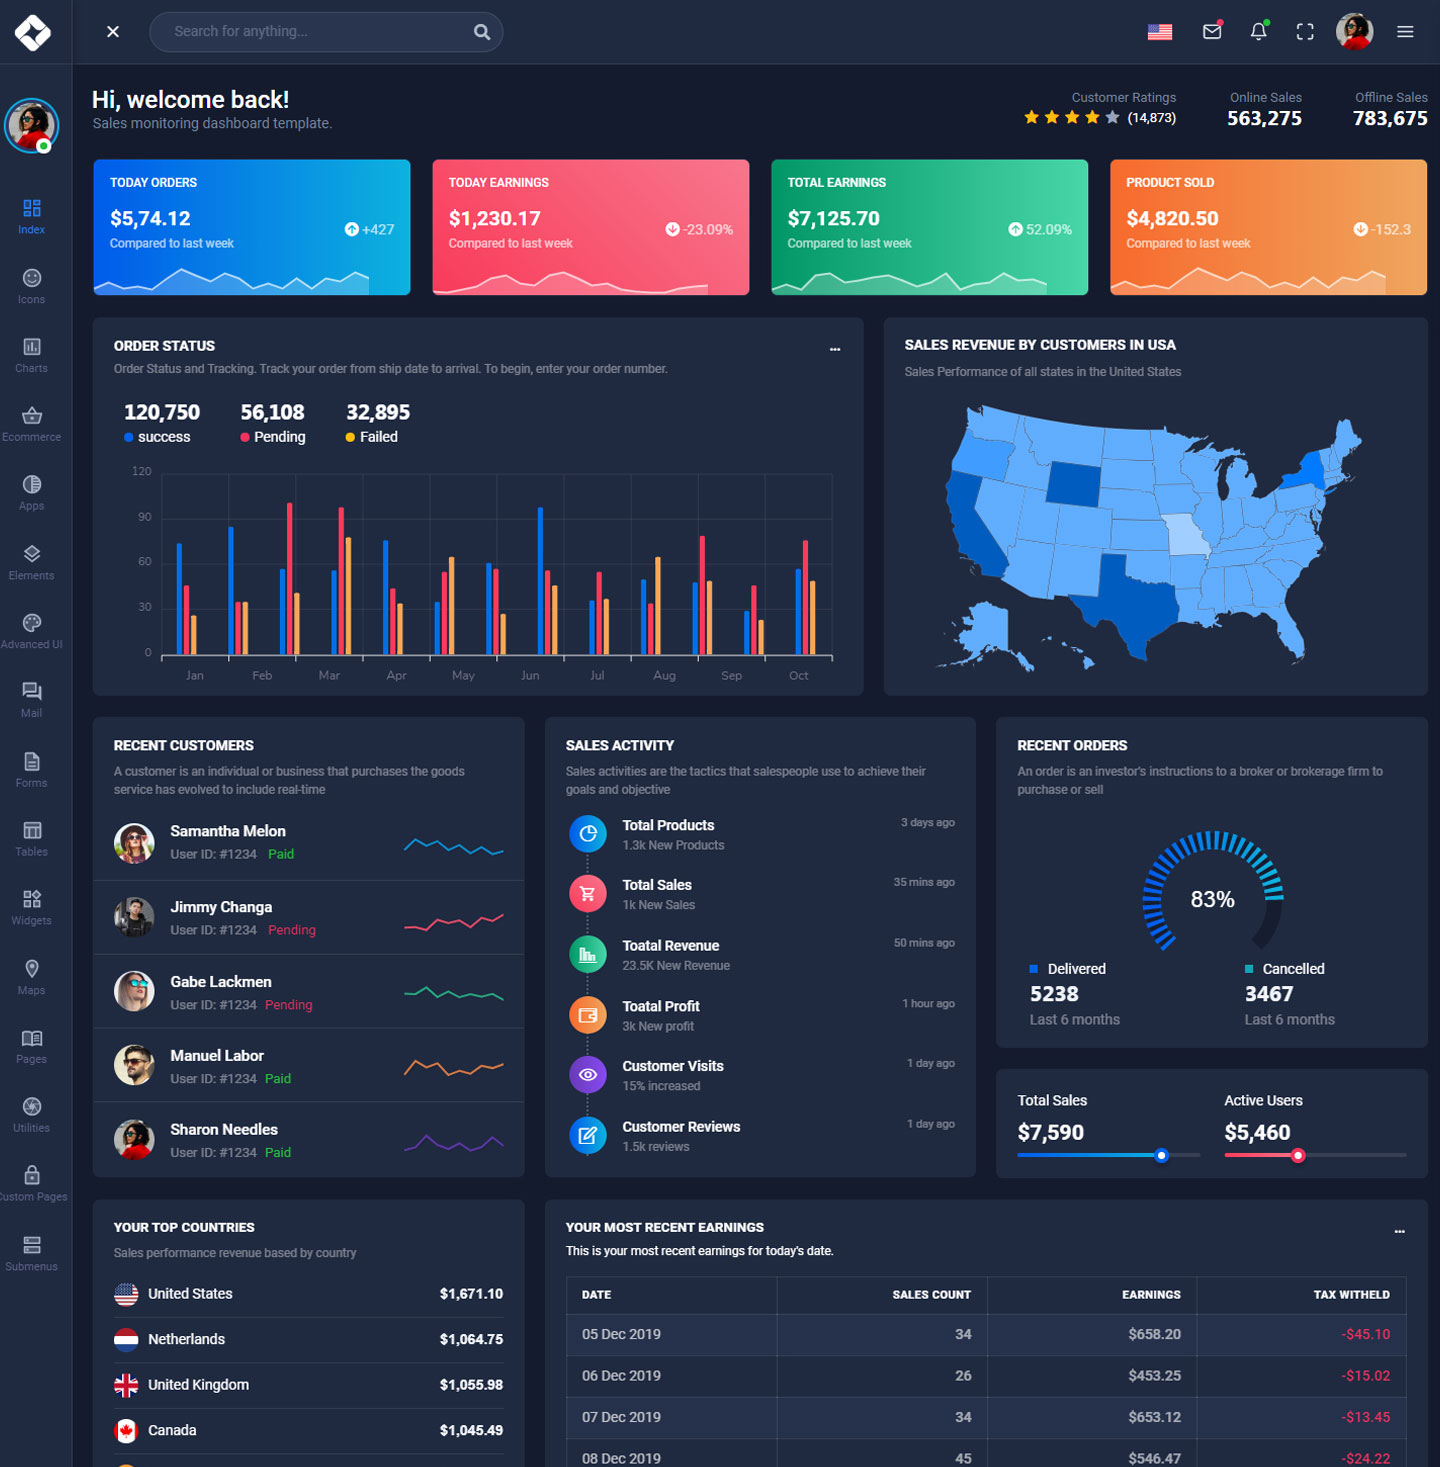 Search for anything...
Hi, welcome back!
Sales monitoring dashboard template.
Customer Ratings
(14,873)
Online Sales
563,275
Offline Sales
783,675
Index
Icons
Charts
Ecommerce
Apps
Elements
Advanced UI
Mail
Forms
Tables
Widgets
Maps
Pages
Utilities
Custom Pages
Submenus
TODAY ORDERS
$5,74.12
Compared to last week
+427
TODAY EARNINGS
$1,230.17
Compared to last week
-23.09%
TOTAL EARNINGS
$7,125.70
Compared to last week
52.09%
PRODUCT SOLD
$4,820.50
Compared to last week
-152.3
ORDER STATUS
...
Order Status and Tracking. Track your order from ship date to arrival. To begin, enter your order number.
120,750 56,108 32,895
success Pending Failed
120
90
60
30
0
Jan Feb Mar Apr May Jun Jul Aug Sep Oct
SALES REVENUE BY CUSTOMERS IN USA
Sales Performance of all states in the United States
RECENT CUSTOMERS
A customer is an individual or business that purchases the goods
service has evolved to include real-time
Samantha Melon
User ID: #1234 Paid
Jimmy Changa
User ID: #1234 Pending
Gabe Lackmen
User ID: #1234 Pending
Manuel Labor
User ID: #1234 Paid
Sharon Needles
User ID: #1234 Paid
SALES ACTIVITY
Sales activities are the tactics that salespeople use to achieve their
goals and objective
Total Products 3 days ago
1.3k New Products
Total Sales 35 mins ago
1k New Sales
Toatal Revenue 50 mins ago
23.5K New Revenue
Toatal Profit 1 hour ago
3k New profit
Customer Visits 1 day ago
15% increased
Customer Reviews 1 day ago
1.5k reviews
RECENT ORDERS
An order is an investor's instructions to a broker or brokerage firm to
purchase or sell
83%
Delivered Cancelled
5238 3467
Last 6 months Last 6 months
Total Sales Active Users
$7,590 $5,460
YOUR TOP COUNTRIES
Sales performance revenue based by country
United States $1,671.10
Netherlands $1,064.75
United Kingdom $1,055.98
Canada $1,045.49
YOUR MOST RECENT EARNINGS
...
This is your most recent earnings for today's date.
DATE SALES COUNT EARNINGS TAX WITHELD
05 Dec 2019 34 $658.20 -$45.10
06 Dec 2019 26 $453.25 -$15.02
07 Dec 2019 34 $653.12 -$13.45
08 Dec 2019 45 $546.47 -$24.22